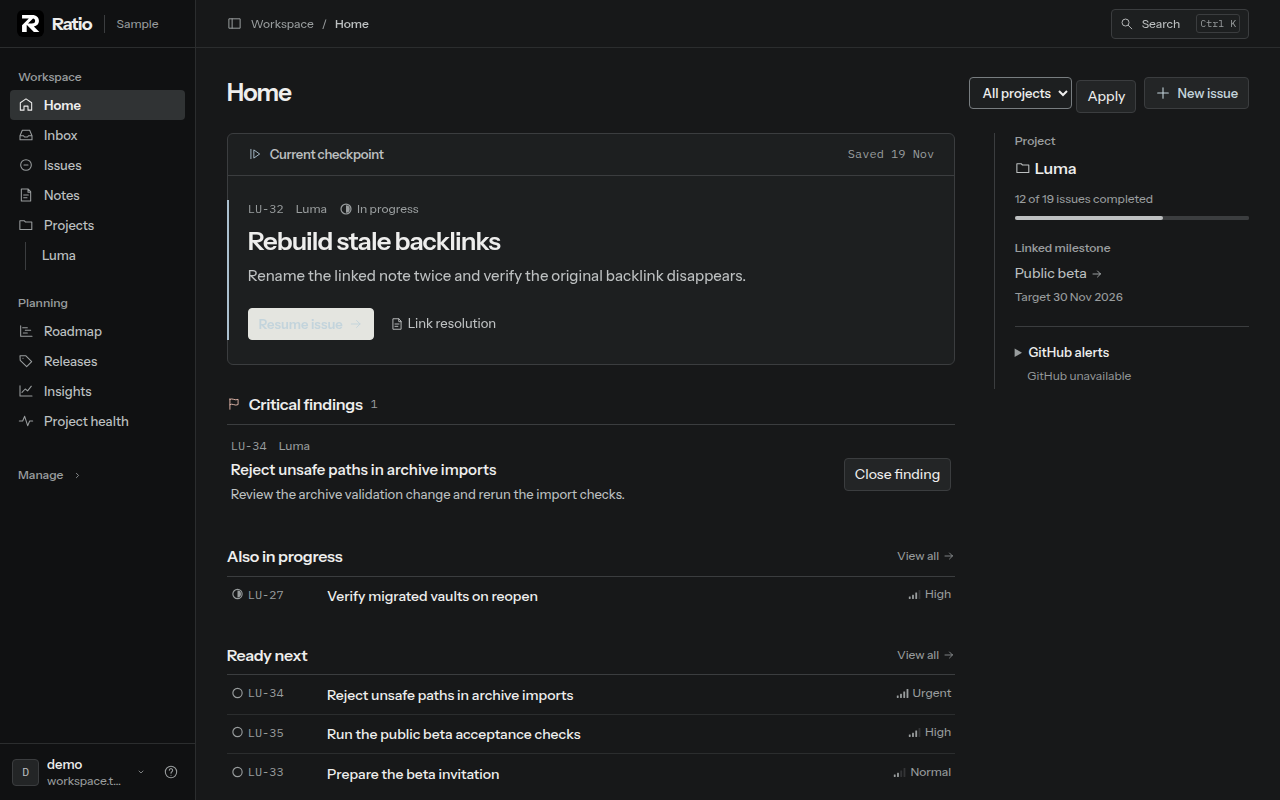 Ratio Sample
Workspace / Home
Search Ctrl K
Workspace
Home
Inbox
Issues
Notes
Projects
Luma
Planning
Roadmap
Releases
Insights
Project health
Manage
D demo
workspace.t...
Home
All projects Apply New issue
Current checkpoint Saved 19 Nov
LU-32 Luma In progress
Rebuild stale backlinks
Rename the linked note twice and verify the original backlink disappears.
Resume issue → Link resolution
Critical findings 1
LU-34 Luma
Reject unsafe paths in archive imports
Review the archive validation change and rerun the import checks.
Close finding
Also in progress View all →
LU-27 Verify migrated vaults on reopen High
Ready next View all →
LU-34 Reject unsafe paths in archive imports Urgent
LU-35 Run the public beta acceptance checks High
LU-33 Prepare the beta invitation Normal
Project
Luma
12 of 19 issues completed
Linked milestone
Public beta →
Target 30 Nov 2026
GitHub alerts
GitHub unavailable